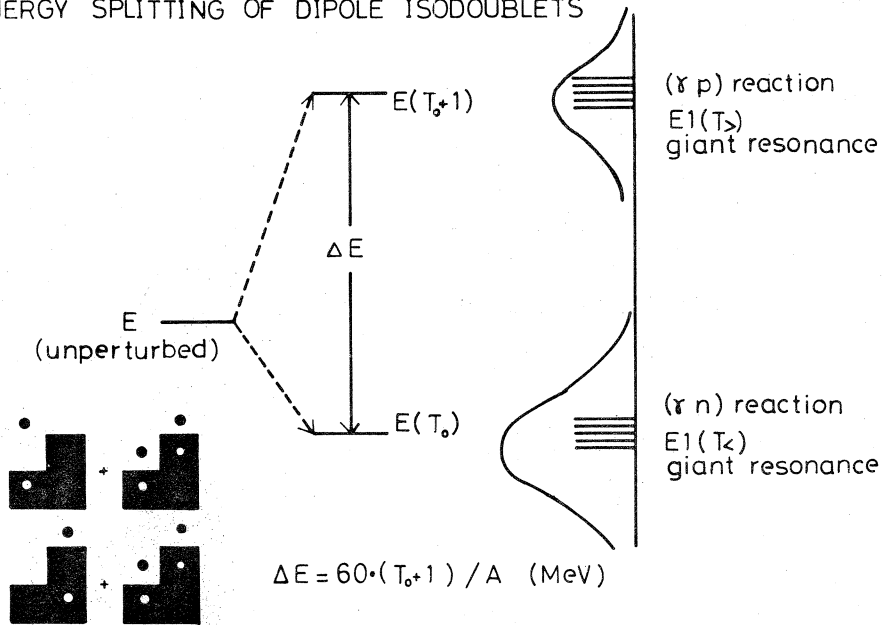 NERGY SPLITTING OF DIPOLE ISODOUBLETS
E(T₀+1)
(γ p) reaction
E1(T>)
giant resonance
ΔE
E
(unperturbed)
E(T₀)
(γ n) reaction
E1(T<)
giant resonance
+
+
ΔE = 60·(T₀+1) / A (MeV)